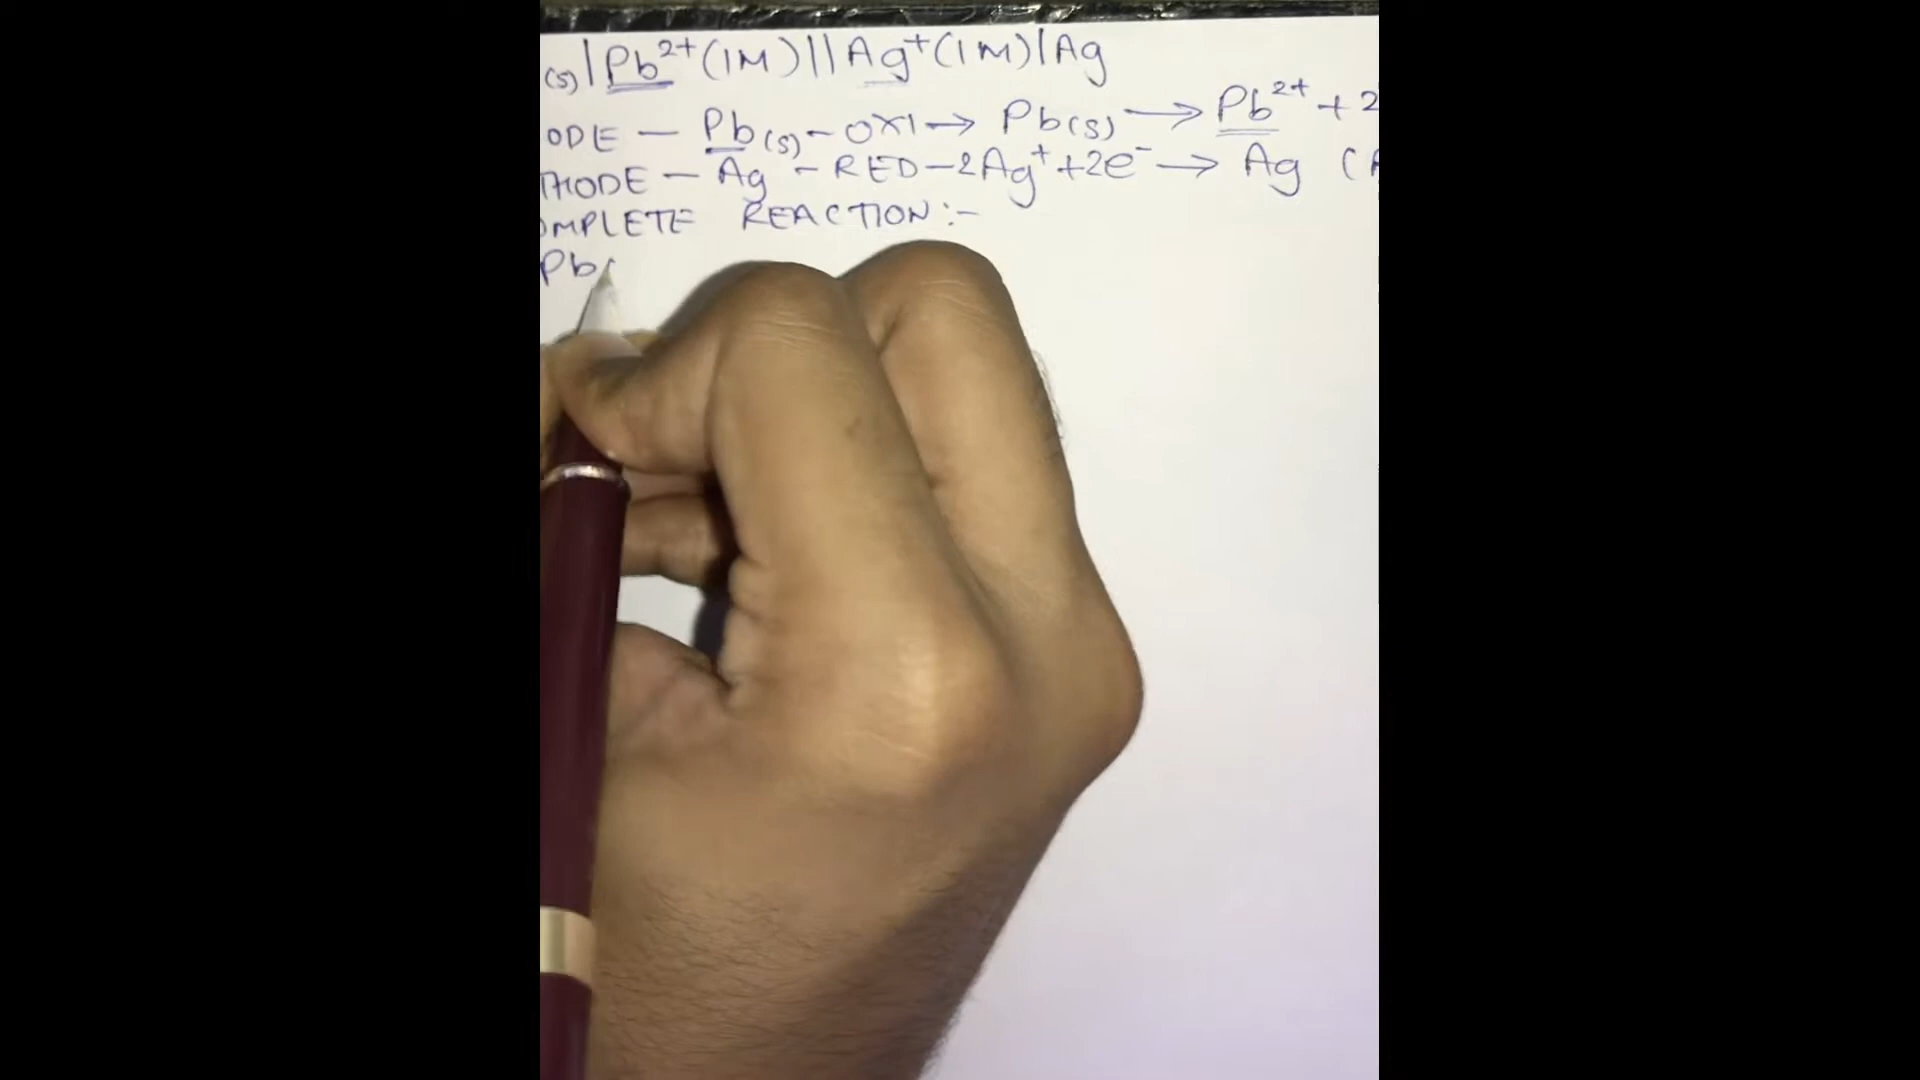 (s)|Pb²⁺(1M)||Ag⁺(1M)|Ag
ODE — Pb(s) - OXI → Pb(s) → Pb²⁺ + 2
THODE — Ag - RED - 2Ag⁺ + 2e⁻ → Ag (
OMPLETE REACTION :-
Pb(